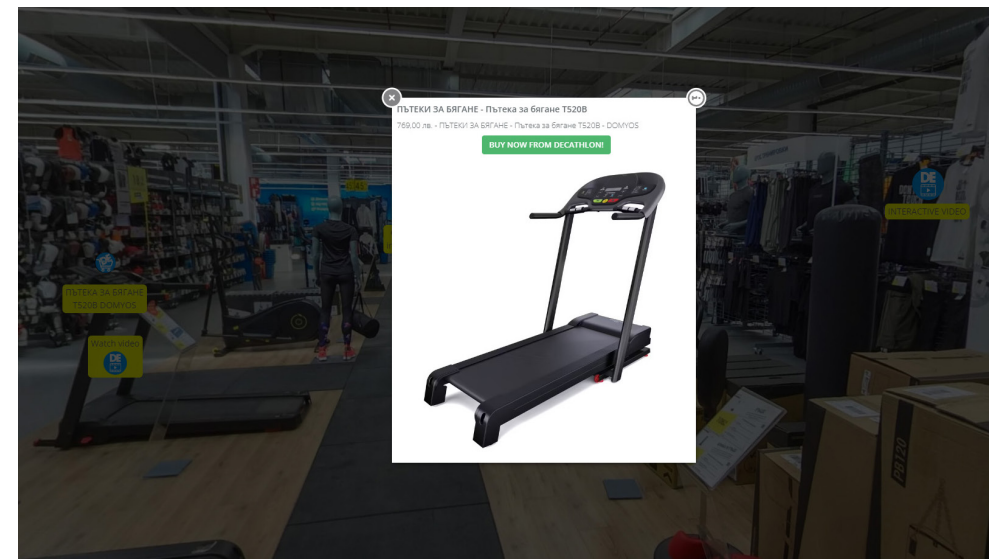 ПЪТЕКИ ЗА БЯГАНЕ - Пътека за бягане T520B
769,00 лв. - ПЪТЕКИ ЗА БЯГАНЕ - Пътека за бягане T520B - DOMYOS
BUY NOW FROM DECATHLON!
DE
INTERACTIVE VIDEO
ПЪТЕКА ЗА БЯГАНЕ
T520B DOMYOS
Watch video
DE
PB120